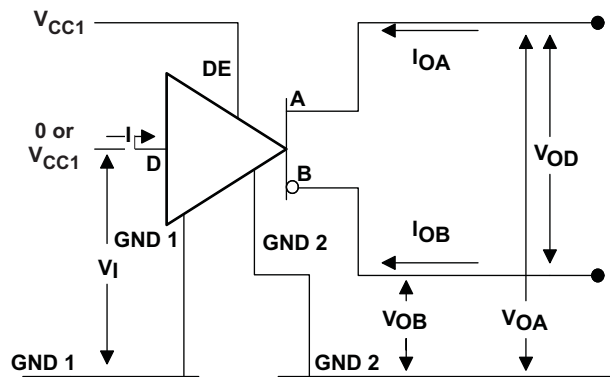 VCC1
DE
IOA
A
0 or
VCC1
I
D
B
VOD
GND 1
GND 2
IOB
VI
VOB
VOA
GND 1
GND 2